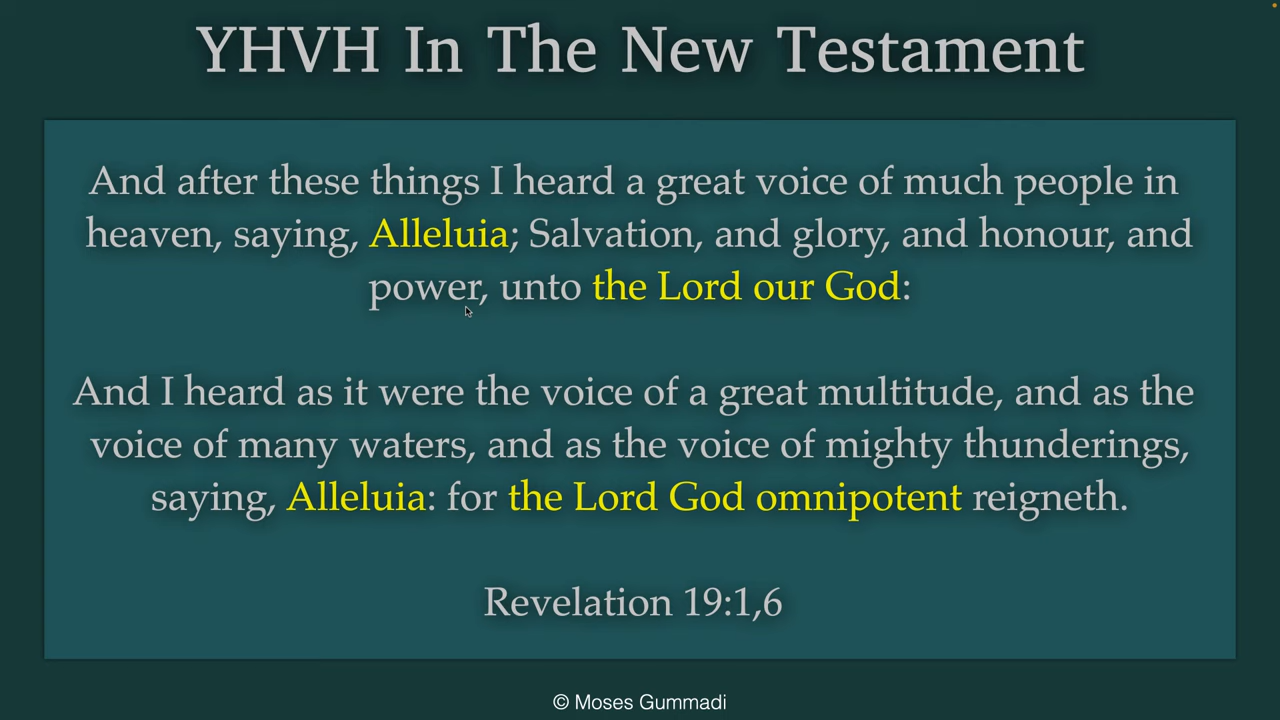 YHVH In The New Testament
And after these things I heard a great voice of much people in
heaven, saying, Alleluia; Salvation, and glory, and honour, and
power, unto the Lord our God:
And I heard as it were the voice of a great multitude, and as the
voice of many waters, and as the voice of mighty thunderings,
saying, Alleluia: for the Lord God omnipotent reigneth.
Revelation 19:1,6
© Moses Gummadi